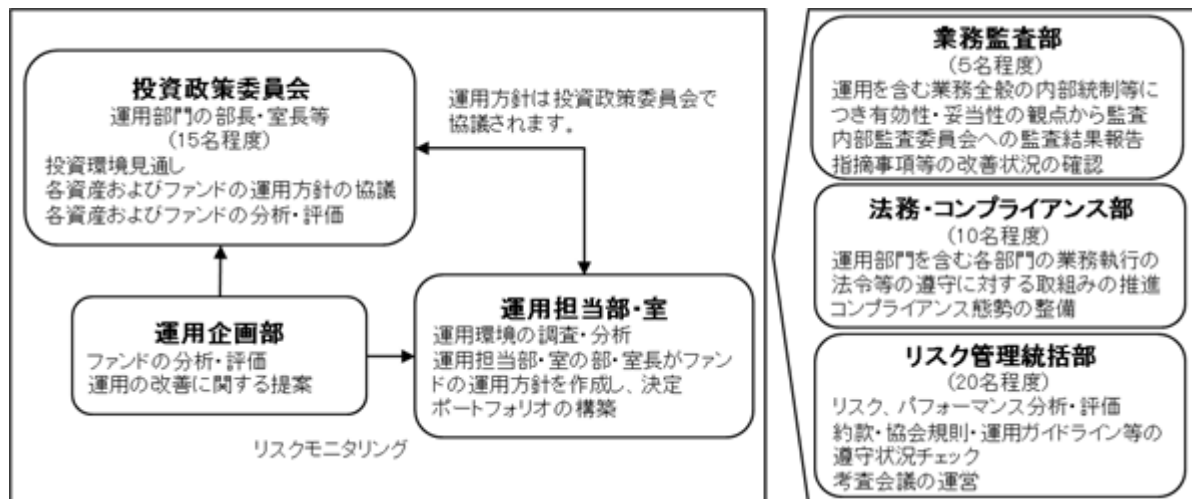 投資政策委員会
運用部門の部長・室長等
(15名程度)
投資環境見通し
各資産およびファンドの運用方針の協議
各資産およびファンドの分析・評価
運用方針は投資政策委員会で
協議されます。
運用企画部
ファンドの分析・評価
運用の改善に関する提案
運用担当部・室
運用環境の調査・分析
運用担当部・室の部・室長がファン
ドの運用方針を作成し、決定
ポートフォリオの構築
リスクモニタリング
業務監査部
(5名程度)
運用を含む業務全般の内部統制等に
つき有効性・妥当性の観点から監査
内部監査委員会への監査結果報告
指摘事項等の改善状況の確認
法務・コンプライアンス部
(10名程度)
運用部門を含む各部門の業務執行の
法令等の遵守に対する取組みの推進
コンプライアンス態勢の整備
リスク管理統括部
(20名程度)
リスク、パフォーマンス分析・評価
約款・協会規則・運用ガイドライン等の
遵守状況チェック
考査会議の運営